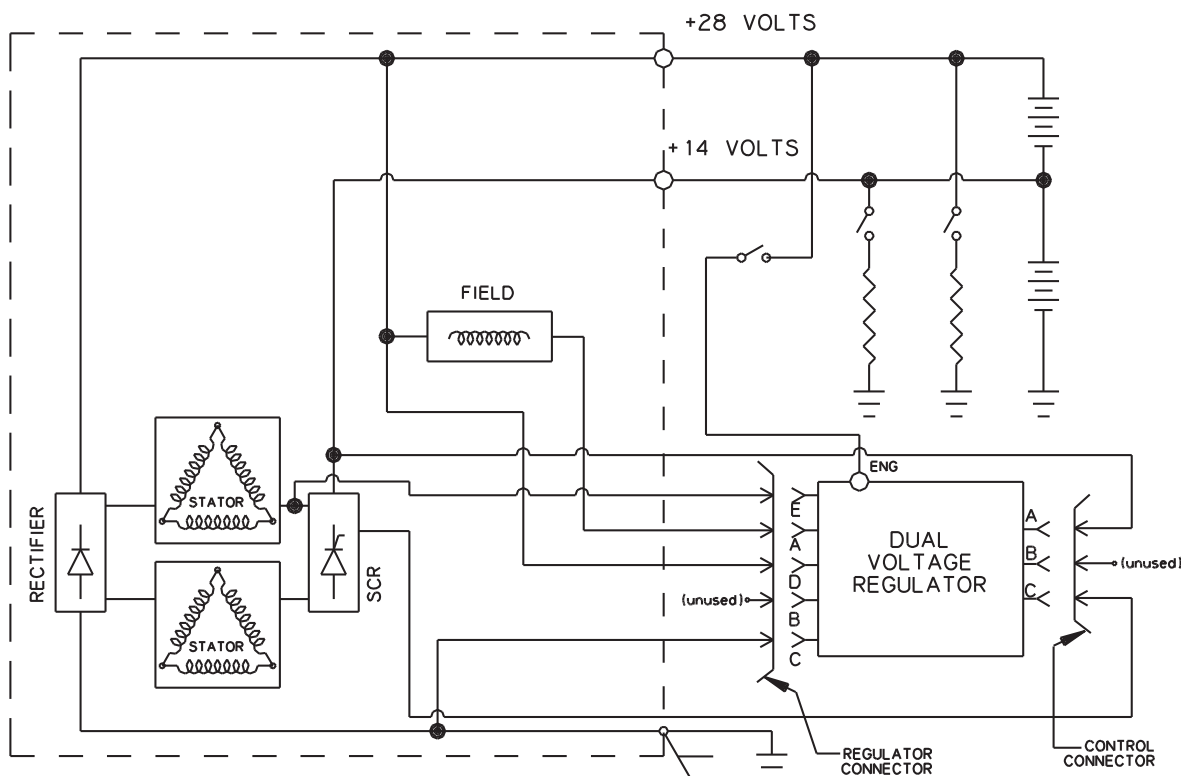 +28 VOLTS
+14 VOLTS
FIELD
ENG
STATOR
RECTIFIER
SCR
STATOR
E
A
D
B
C
(unused)
DUAL
VOLTAGE
REGULATOR
A
B
C
(unused)
REGULATOR
CONNECTOR
CONTROL
CONNECTOR